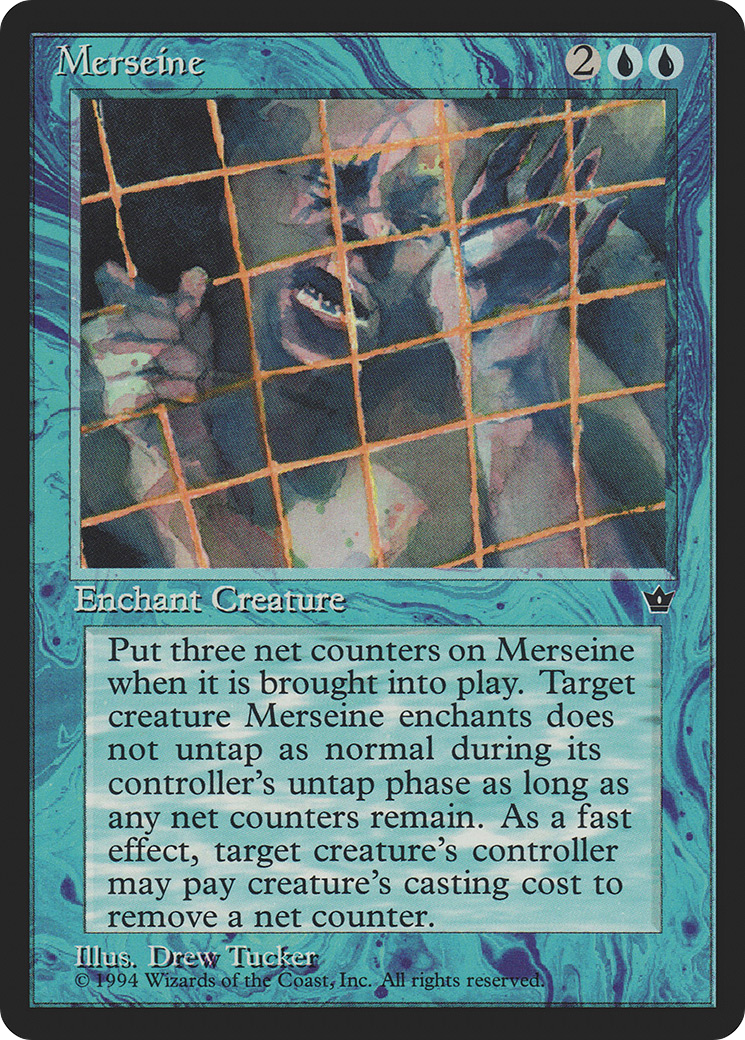 Merseine 2
Enchant Creature
Put three net counters on Merseine
when it is brought into play. Target
creature Merseine enchants does
not untap as normal during its
controller's untap phase as long as
any net counters remain. As a fast
effect, target creature's controller
may pay creature's casting cost to
remove a net counter.
Illus. Drew Tucker
© 1994 Wizards of the Coast, Inc. All rights reserved.